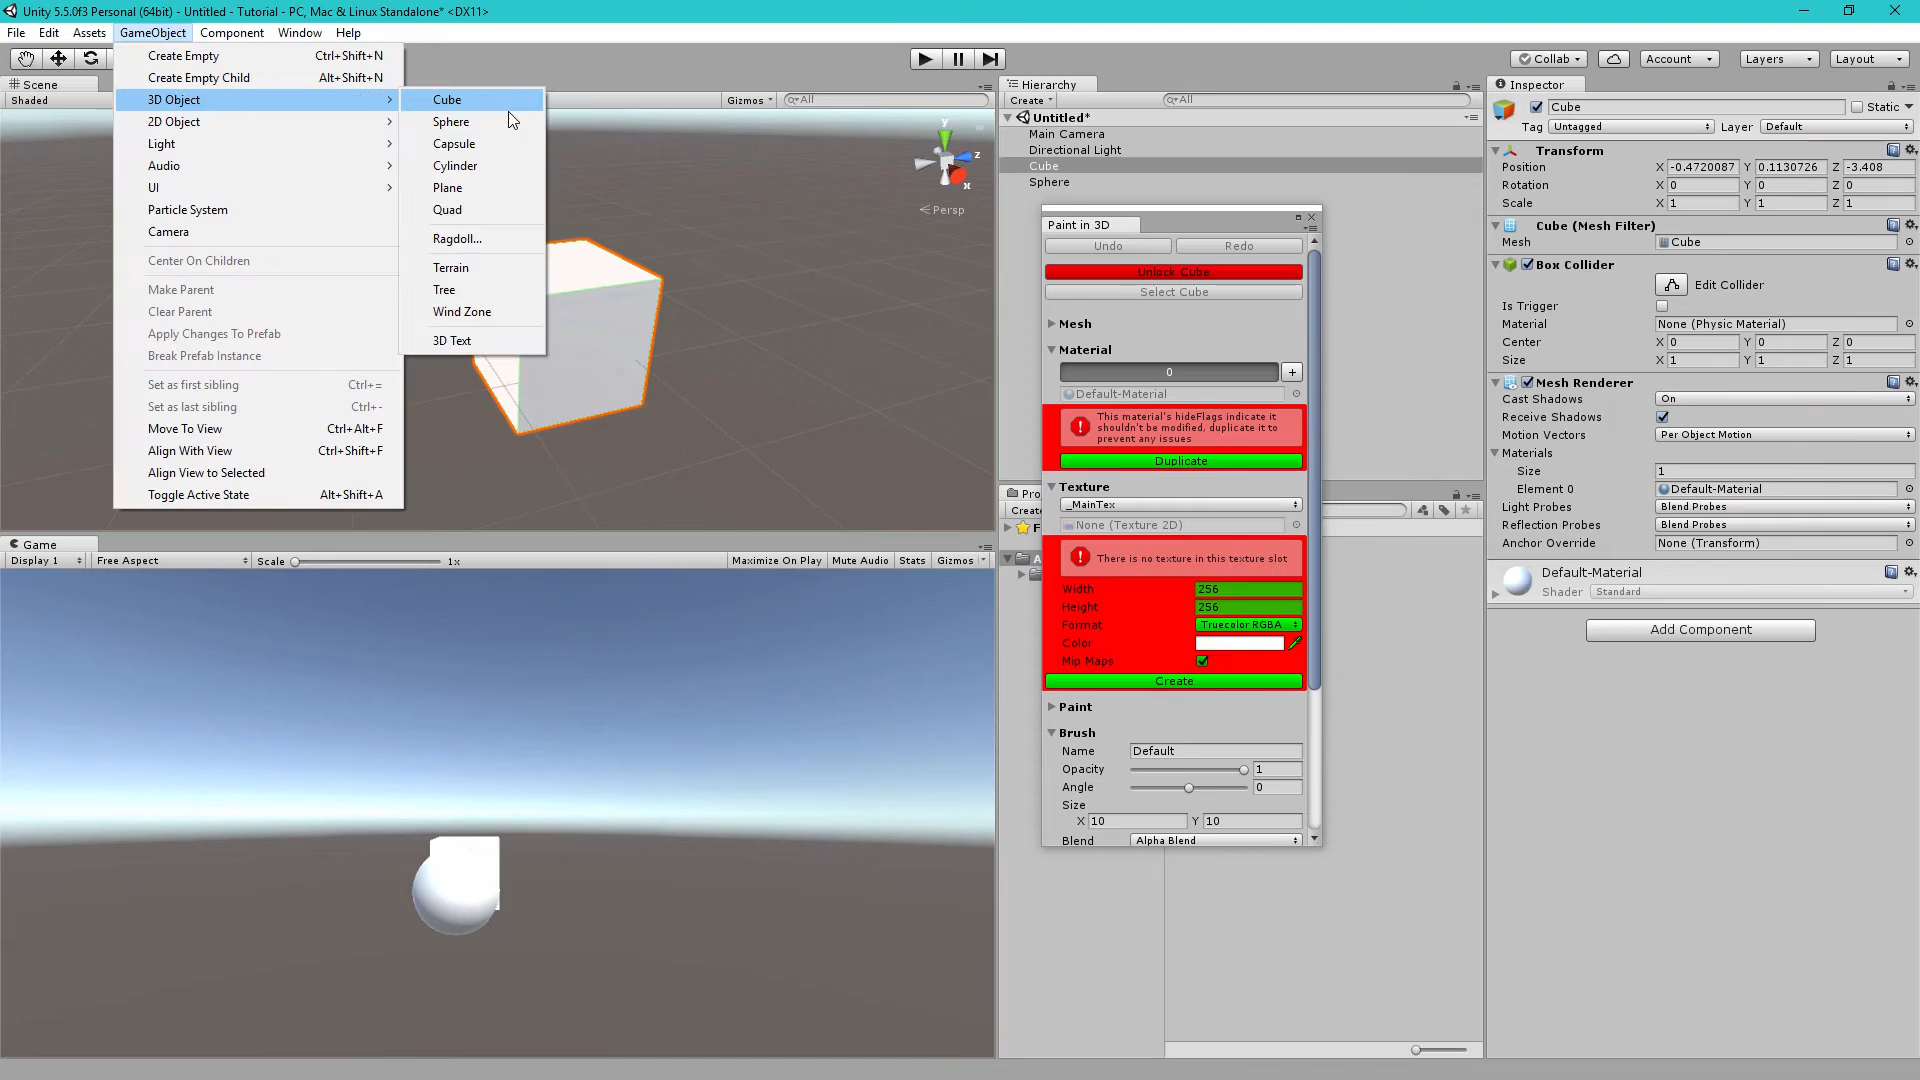 Unity 5.5.0f3 Personal (64bit) - Untitled - Tutorial - PC, Mac & Linux Standalone* <DX11>
File Edit Assets GameObject Component Window Help
Collab Account Layers Layout
Create Empty Ctrl+Shift+N
Create Empty Child Alt+Shift+N
3D Object
2D Object
Light
Audio
UI
Particle System
Camera
Center On Children
Make Parent
Clear Parent
Apply Changes To Prefab
Break Prefab Instance
Set as first sibling Ctrl+=
Set as last sibling Ctrl+-
Move To View Ctrl+Alt+F
Align With View Ctrl+Shift+F
Align View to Selected
Toggle Active State Alt+Shift+A
Cube
Sphere
Capsule
Cylinder
Plane
Quad
Ragdoll...
Terrain
Tree
Wind Zone
3D Text
Scene
Shaded
Gizmos All
y
z
x
Persp
Game
Display 1 Free Aspect Scale 1x Maximize On Play Mute Audio Stats Gizmos
Hierarchy
Create All
Untitled*
Main Camera
Directional Light
Cube
Sphere
Paint in 3D
Undo Redo
Unlock Cube
Select Cube
Mesh
Material
0 +
Default-Material
This material's hideFlags indicate it
shouldn't be modified, duplicate it to
prevent any issues
Duplicate
Texture
_MainTex
None (Texture 2D)
There is no texture in this texture slot
Width 256
Height 256
Format Truecolor RGBA
Color
Mip Maps
Create
Paint
Brush
Name Default
Opacity 1
Angle 0
Size
X 10 Y 10
Blend Alpha Blend
Inspector
Cube Static
Tag Untagged Layer Default
Transform
Position X -0.4720087 Y 0.1130726 Z -3.408
Rotation X 0 Y 0 Z 0
Scale X 1 Y 1 Z 1
Cube (Mesh Filter)
Mesh Cube
Box Collider
Edit Collider
Is Trigger
Material None (Physic Material)
Center X 0 Y 0 Z 0
Size X 1 Y 1 Z 1
Mesh Renderer
Cast Shadows On
Receive Shadows
Motion Vectors Per Object Motion
Materials
Size 1
Element 0 Default-Material
Light Probes Blend Probes
Reflection Probes Blend Probes
Anchor Override None (Transform)
Default-Material
Shader Standard
Add Component